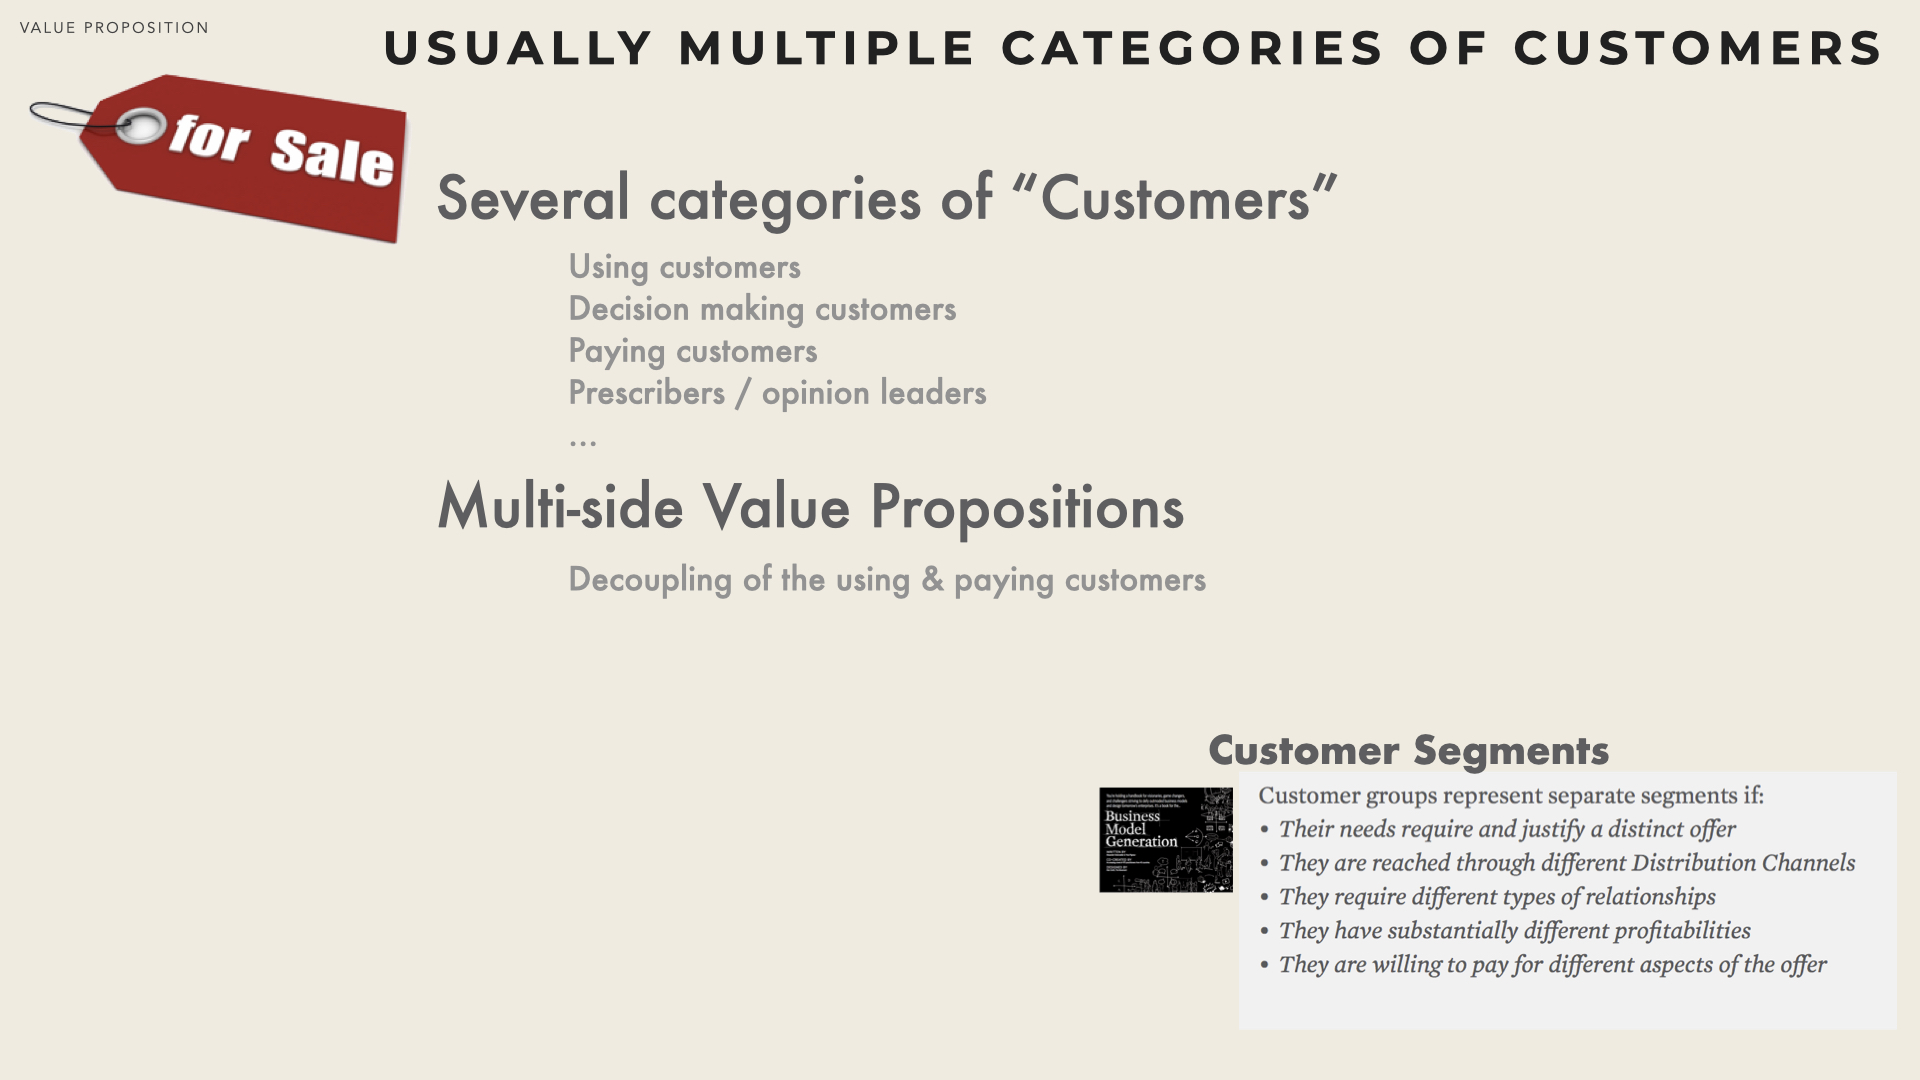 VALUE PROPOSITION
USUALLY MULTIPLE CATEGORIES OF CUSTOMERS
for Sale
Several categories of “Customers”
Using customers
Decision making customers
Paying customers
Prescribers / opinion leaders
...
Multi-side Value Propositions
Decoupling of the using & paying customers
Customer Segments
Business
Model
Generation
Customer groups represent separate segments if:
• Their needs require and justify a distinct offer
• They are reached through different Distribution Channels
• They require different types of relationships
• They have substantially different profitabilities
• They are willing to pay for different aspects of the offer